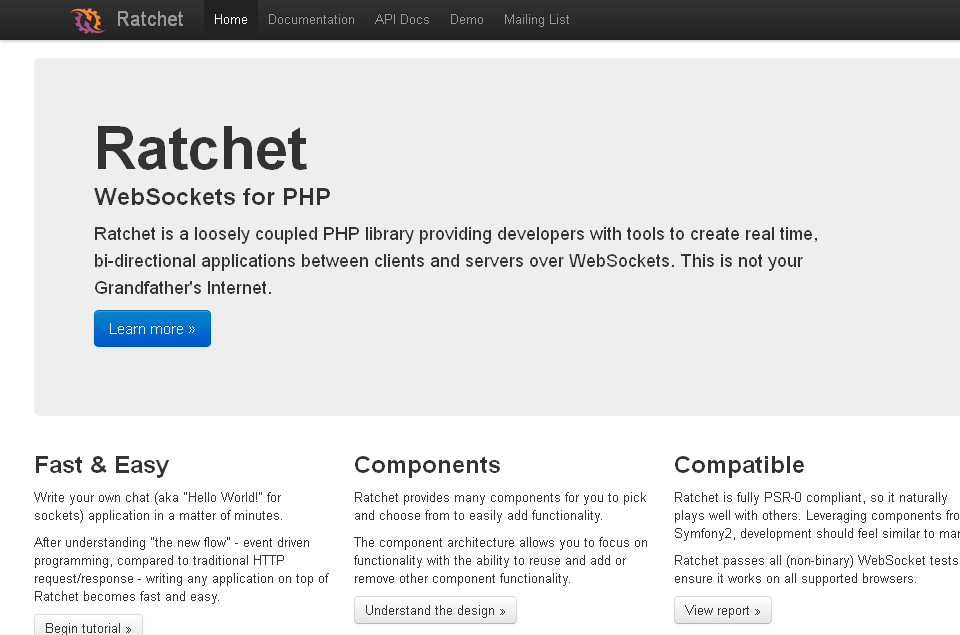 Ratchet
Home
Documentation
API Docs
Demo
Mailing List
Ratchet
WebSockets for PHP
Ratchet is a loosely coupled PHP library providing developers with tools to create real time,
bi-directional applications between clients and servers over WebSockets. This is not your
Grandfather's Internet.
Learn more »
Fast & Easy
Write your own chat (aka "Hello World!" for
sockets) application in a matter of minutes.
After understanding "the new flow" - event driven
programming, compared to traditional HTTP
request/response - writing any application on top of
Ratchet becomes fast and easy.
Begin tutorial »
Components
Ratchet provides many components for you to pick
and choose from to easily add functionality.
The component architecture allows you to focus on
functionality with the ability to reuse and add or
remove other component functionality.
Understand the design »
Compatible
Ratchet is fully PSR-0 compliant, so it naturally
plays well with others. Leveraging components
Symfony2, development should feel similar to
Ratchet passes all (non-binary) WebSocket tests
ensure it works on all supported browsers.
View report »